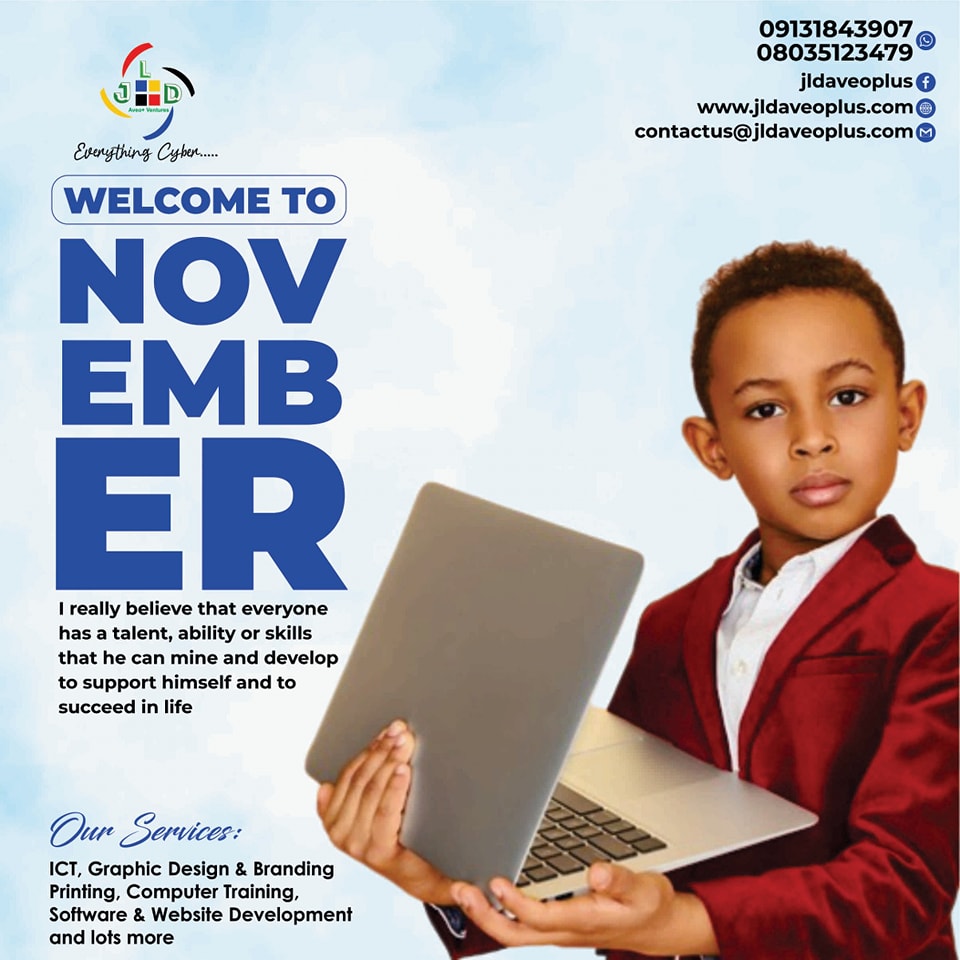 J L D
Aveo+ Ventures
Everything Cyber.....
09131843907
08035123479
jldaveoplus
www.jldaveoplus.com
contactus@jldaveoplus.com
WELCOME TO
NOV
EMB
ER
I really believe that everyone
has a talent, ability or skills
that he can mine and develop
to support himself and to
succeed in life
Our Services:
ICT, Graphic Design & Branding
Printing, Computer Training,
Software & Website Development
and lots more